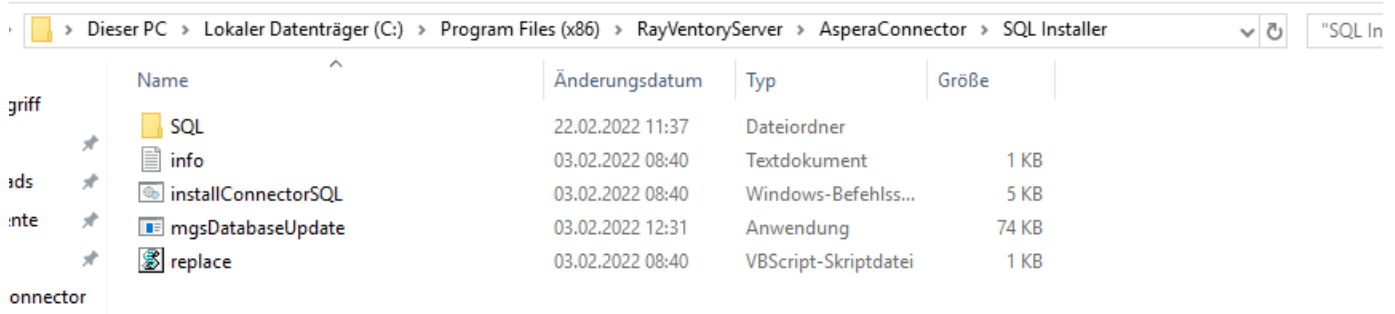 Dieser PC > Lokaler Datenträger (C:) > Program Files (x86) > RayVentoryServer > AsperaConnector > SQL Installer "SQL In
Name Änderungsdatum Typ Größe
griff
SQL 22.02.2022 11:37 Dateiordner
info 03.02.2022 08:40 Textdokument 1 KB
ads
installConnectorSQL 03.02.2022 08:40 Windows-Befehlss... 5 KB
ente
mgsDatabaseUpdate 03.02.2022 12:31 Anwendung 74 KB
replace 03.02.2022 08:40 VBScript-Skriptdatei 1 KB
onnector